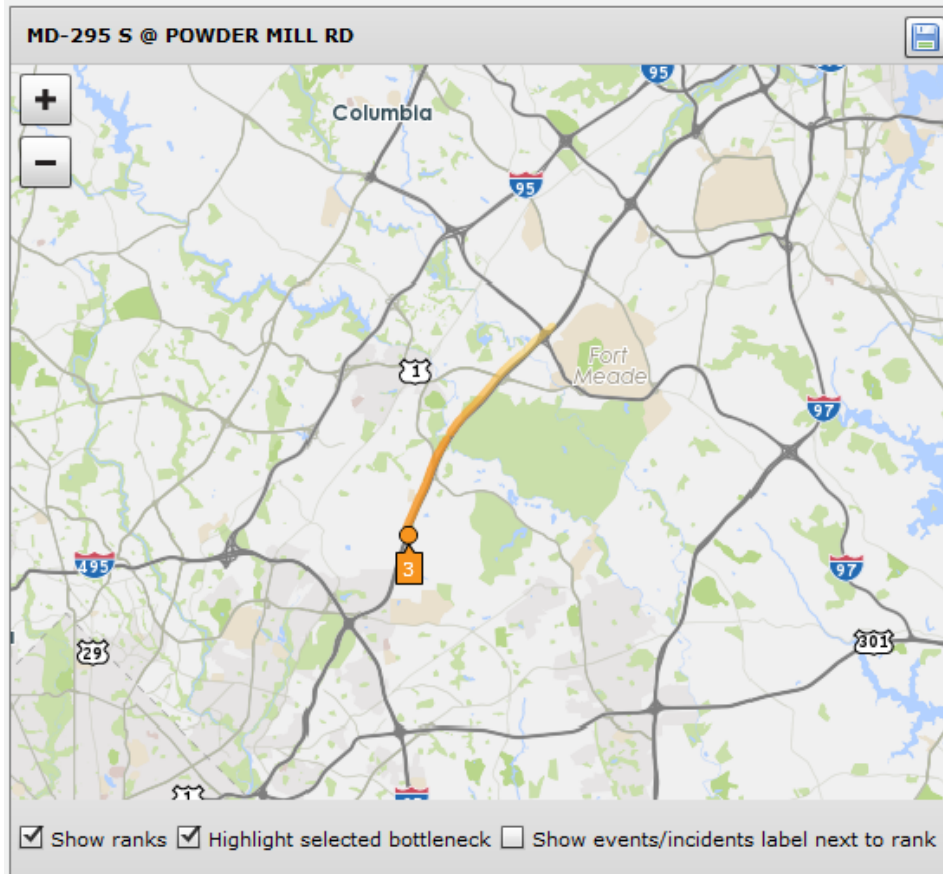 MD-295 S @ POWDER MILL RD
+
−
Columbia
95
95
1
Fort
Meade
97
3
495
97
29
301
1
Show ranks Highlight selected bottleneck Show events/incidents label next to rank